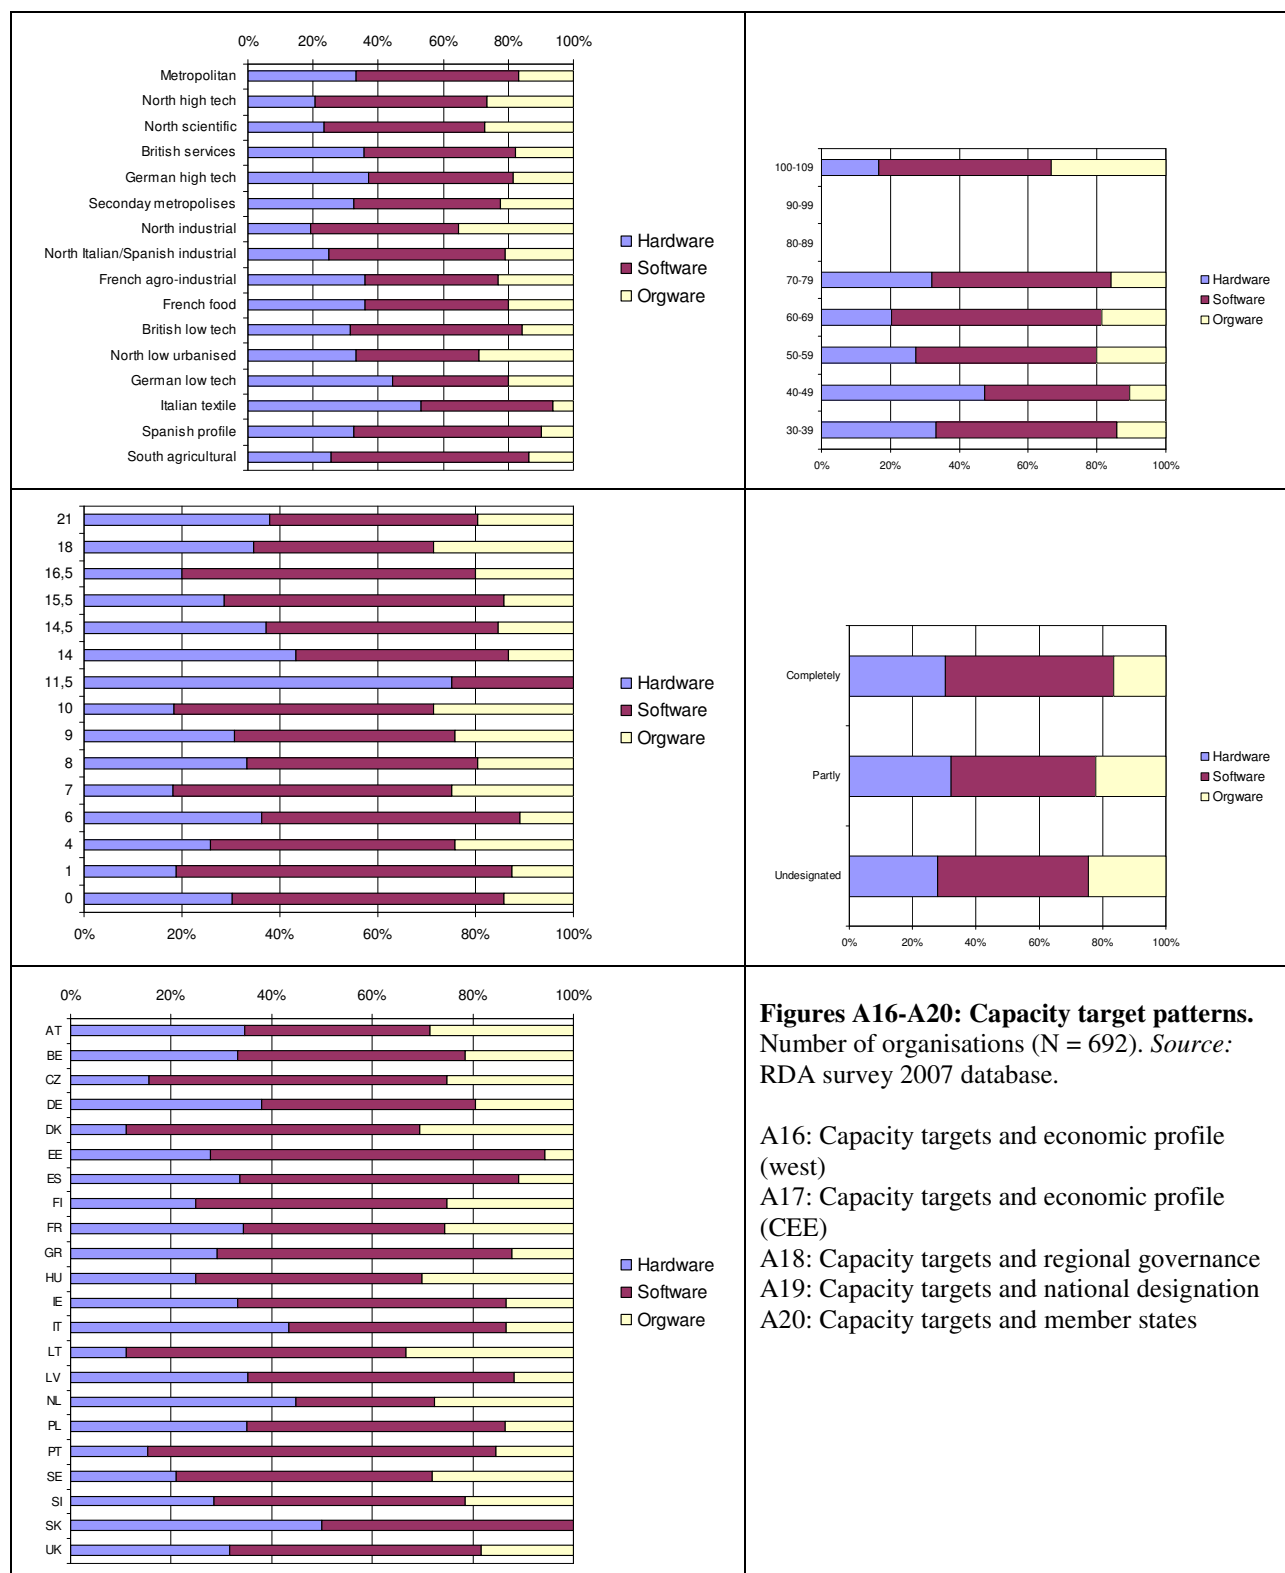 0% 20% 40% 60% 80% 100%
Metropolitan
North high tech
North scientific
British services
German high tech
Seconday metropolises
North industrial
North Italian/Spanish industrial
French agro-industrial
French food
British low tech
North low urbanised
German low tech
Italian textile
Spanish profile
South agricultural
Hardware
Software
Orgware
100-109
90-99
80-89
70-79
60-69
50-59
40-49
30-39
0% 20% 40% 60% 80% 100%
Hardware
Software
Orgware
21
18
16,5
15,5
14,5
14
11,5
10
9
8
7
6
4
1
0
0% 20% 40% 60% 80% 100%
Hardware
Software
Orgware
Completely
Partly
Undesignated
0% 20% 40% 60% 80% 100%
Hardware
Software
Orgware
0% 20% 40% 60% 80% 100%
AT
BE
CZ
DE
DK
EE
ES
FI
FR
GR
HU
IE
IT
LT
LV
NL
PL
PT
SE
SI
SK
UK
Hardware
Software
Orgware
Figures A16-A20: Capacity target patterns.
Number of organisations (N = 692). Source:
RDA survey 2007 database.
A16: Capacity targets and economic profile
(west)
A17: Capacity targets and economic profile
(CEE)
A18: Capacity targets and regional governance
A19: Capacity targets and national designation
A20: Capacity targets and member states